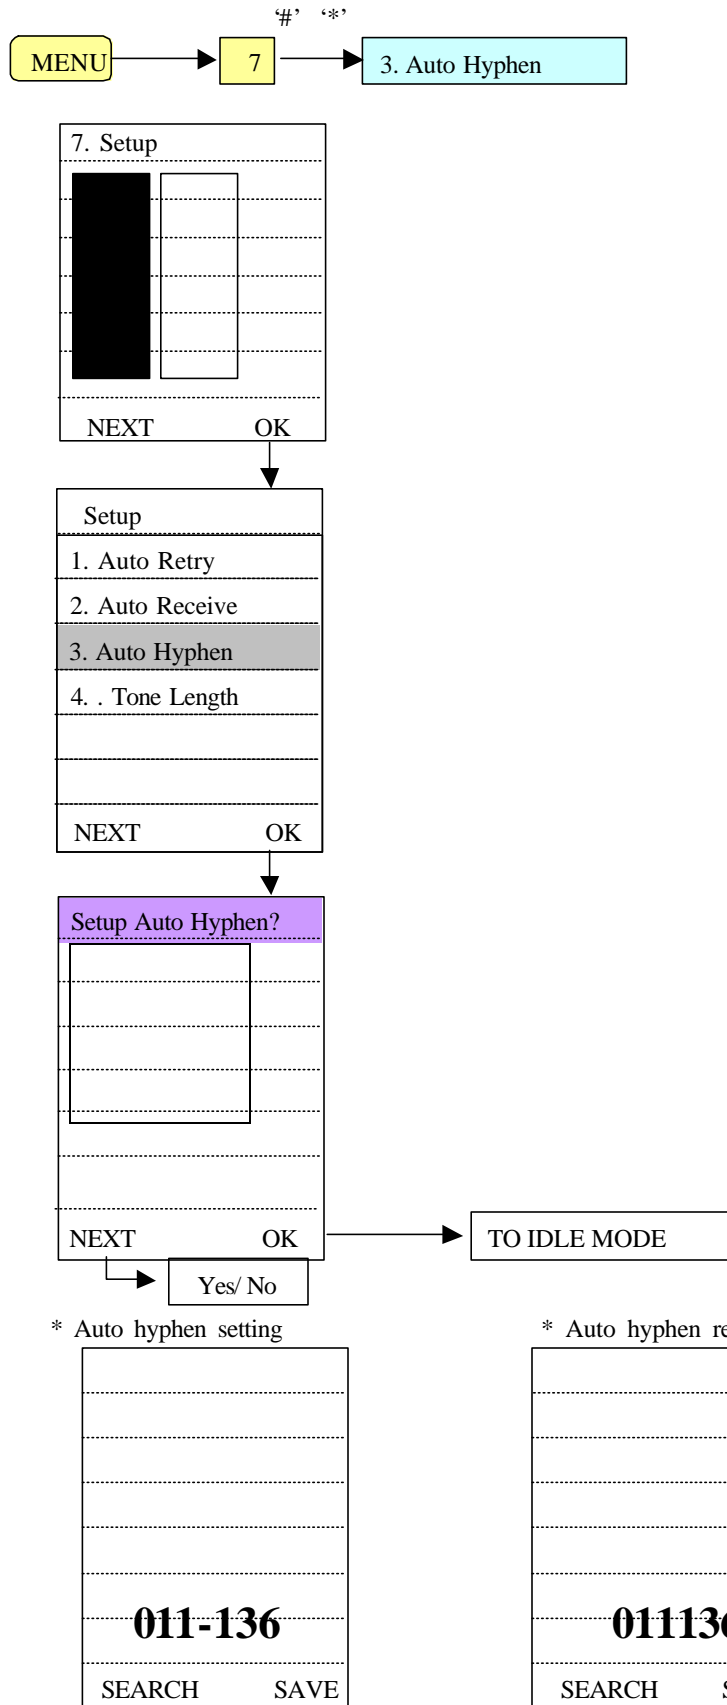 ‘#’ ‘*’
MENU 7 3. Auto Hyphen
7. Setup
NEXT OK
Setup
1. Auto Retry
2. Auto Receive
3. Auto Hyphen
4. . Tone Length
NEXT OK
Setup Auto Hyphen?
NEXT OK
TO IDLE MODE
Yes/ No
* Auto hyphen setting
* Auto hyphen
011-136
01113
SEARCH SAVE
SEARCH